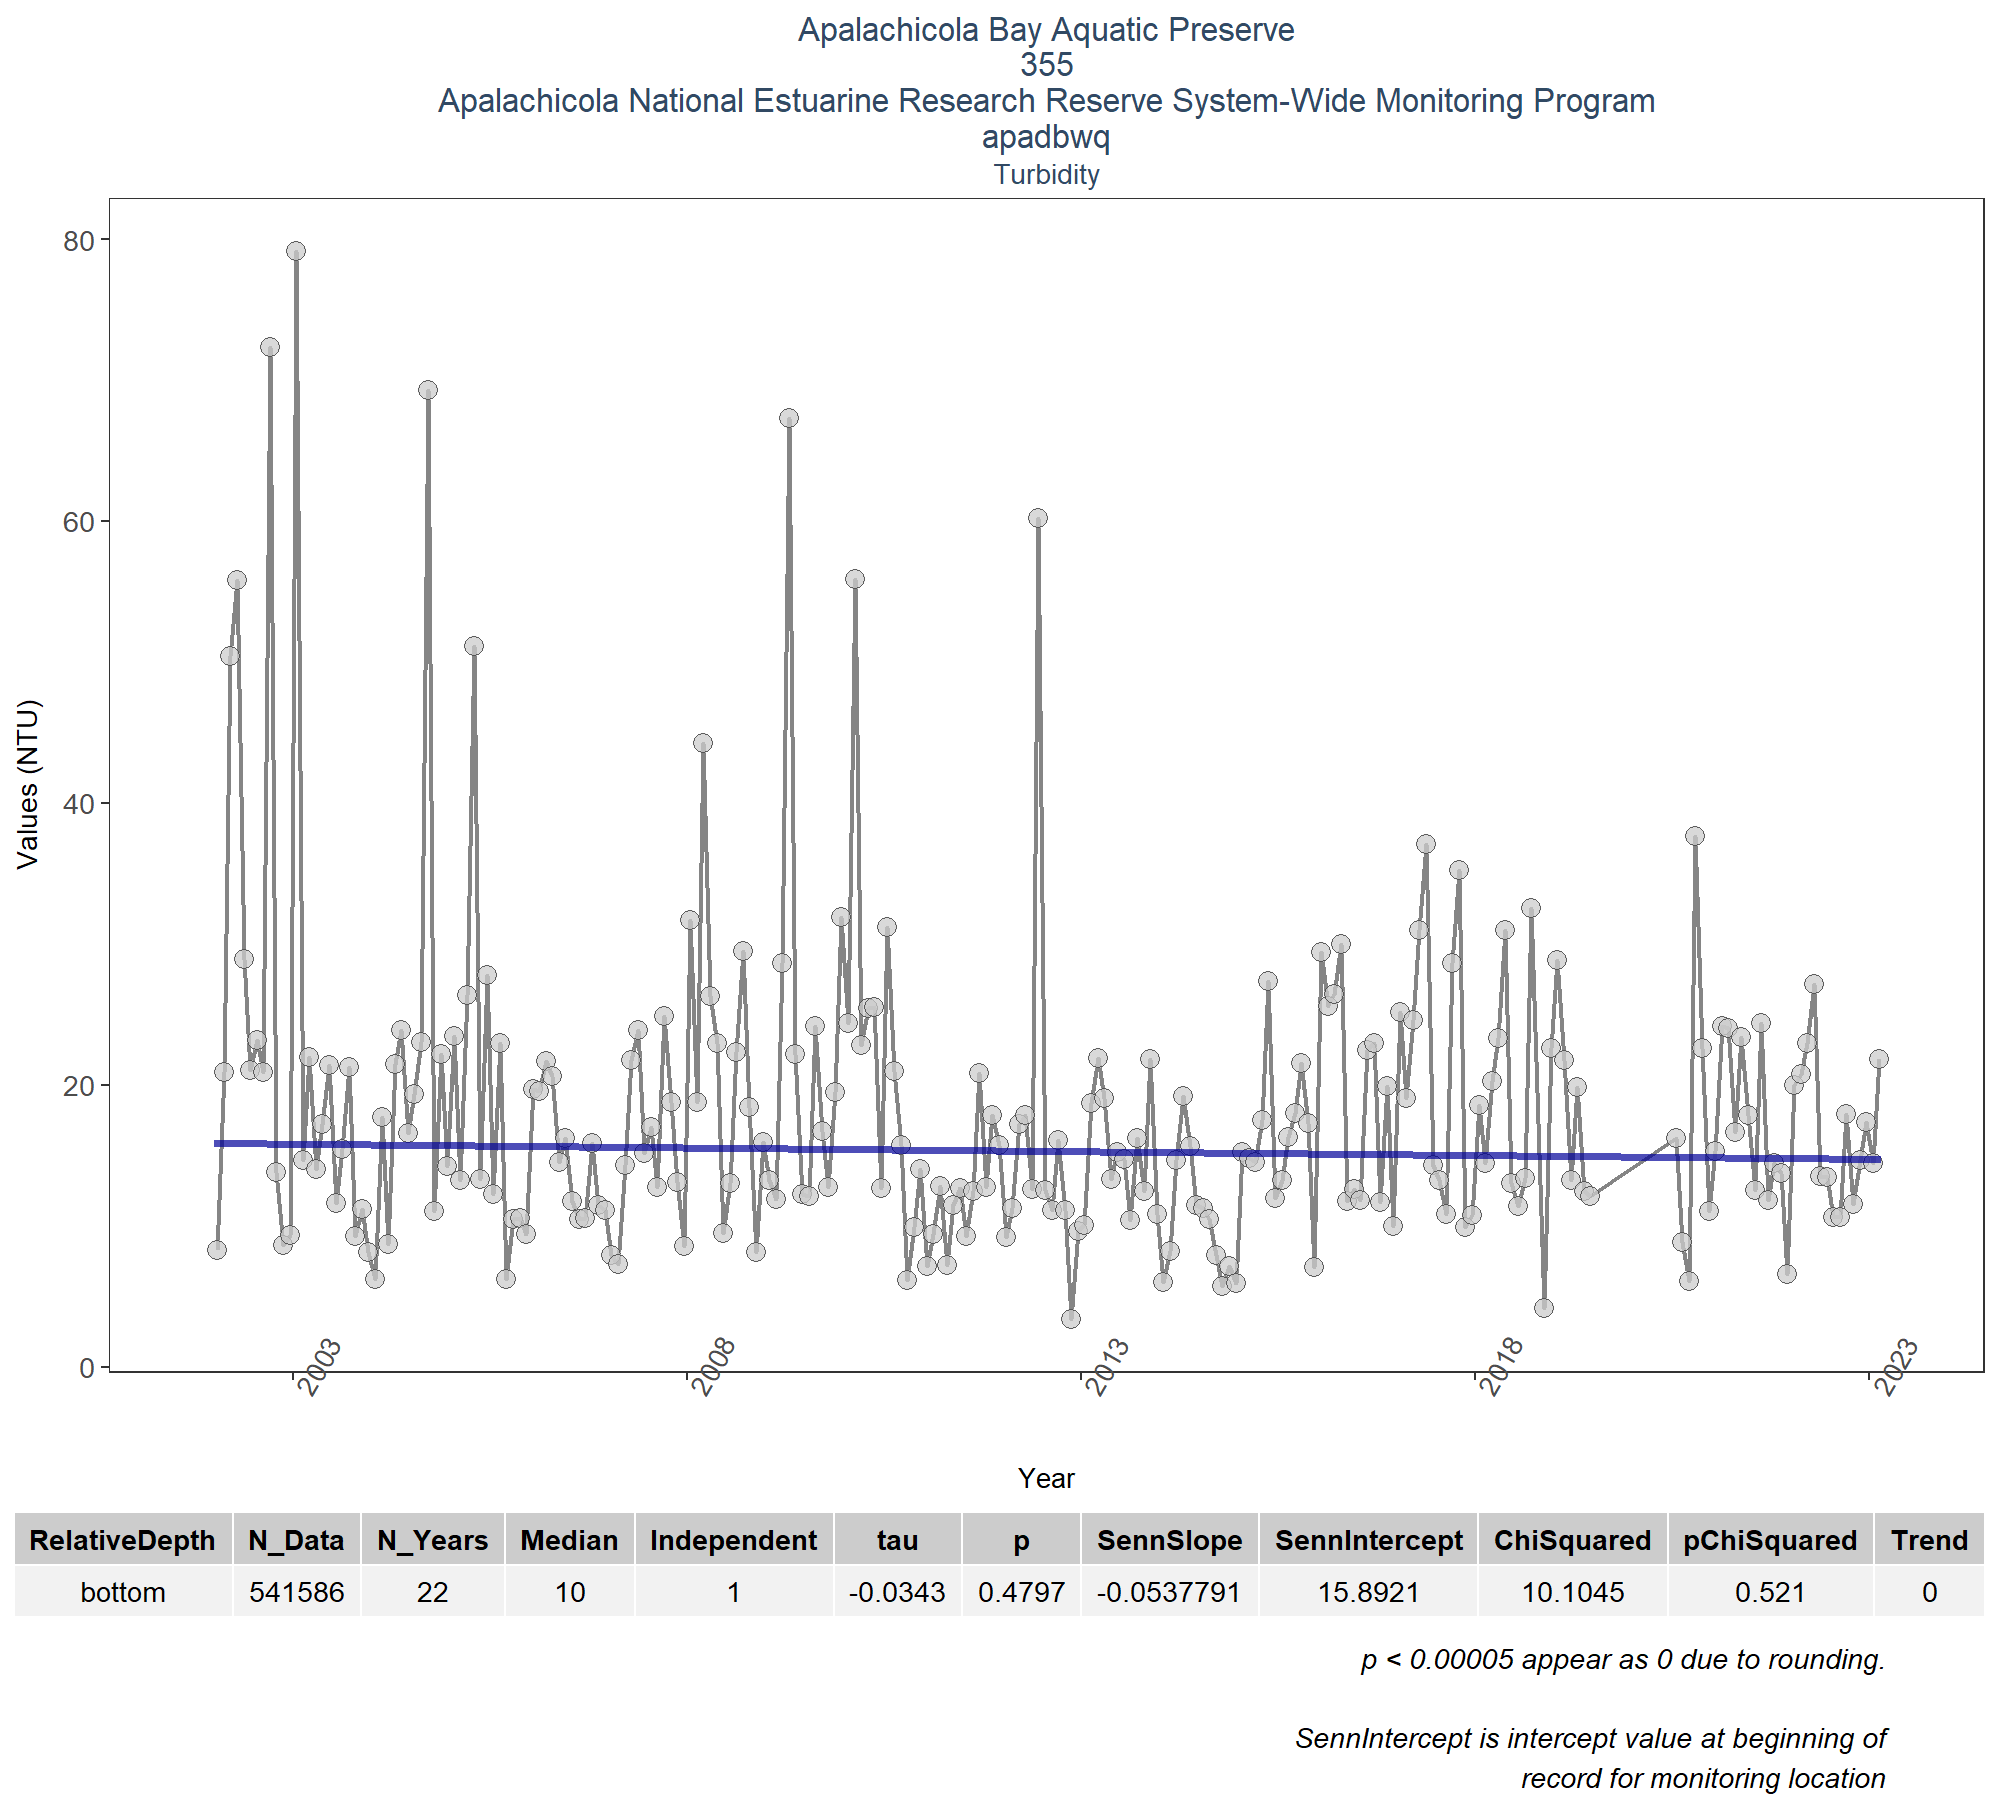 Apalachicola Bay Aquatic Preserve
355
Apalachicola National Estuarine Research Reserve System-Wide Monitoring Program
apadbwq
Turbidity
80
60
40
20
0
Values (NTU)
2003 2008 2013 2018 2023
Year
RelativeDepth N_Data N_Years Median Independent tau p SennSlope SennIntercept ChiSquared pChiSquared Trend
bottom 541586 22 10 1 -0.0343 0.4797 -0.0537791 15.8921 10.1045 0.521 0
p < 0.00005 appear as 0 due to rounding.
SennIntercept is intercept value at beginning of
record for monitoring location